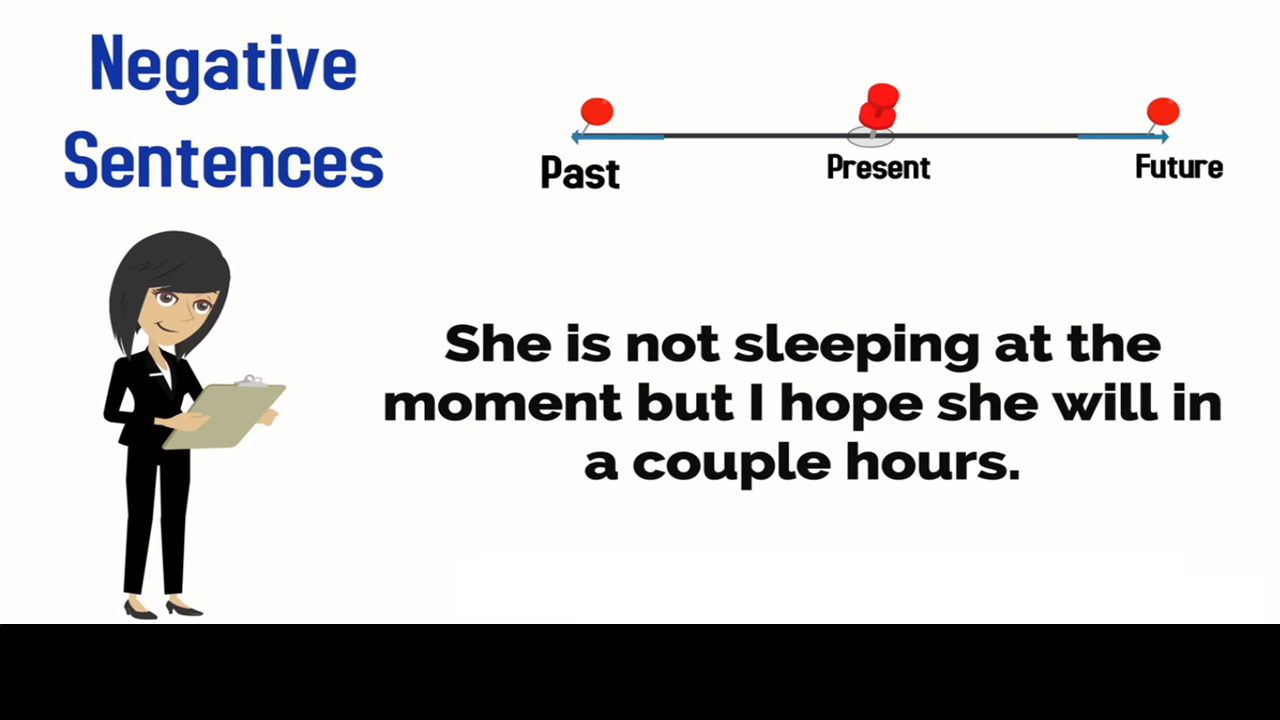 Negative
Sentences
Past
Present
Future
She is not sleeping at the
moment but I hope she will in
a couple hours.